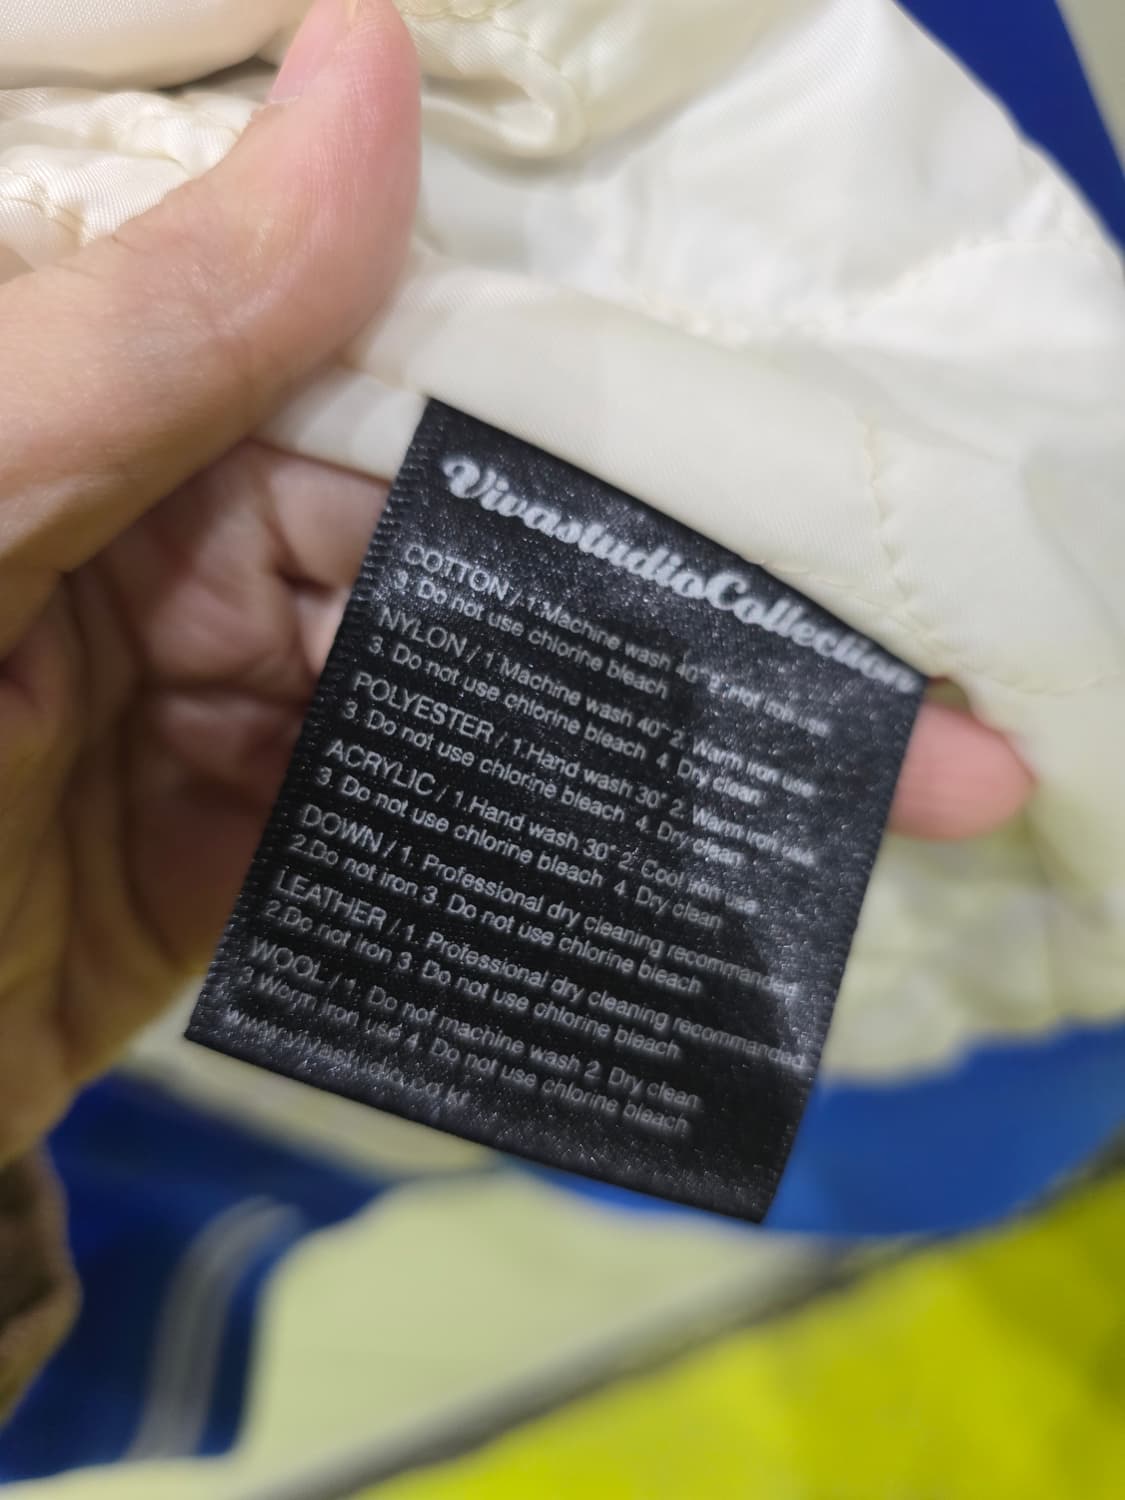 VivastudioCollection
COTTON / 1.Machine wash 40° 2. Hot iron use
3. Do not use chlorine bleach
NYLON / 1.Machine wash 40° 2. Warm iron use
3. Do not use chlorine bleach 4. Dry clean
POLYESTER / 1.Hand wash 30° 2. Warm iron use
3. Do not use chlorine bleach 4. Dry clean
ACRYLIC / 1.Hand wash 30° 2. Cool iron use
3. Do not use chlorine bleach 4. Dry clean
DOWN / 1. Professional dry cleaning recommanded
2.Do not iron 3. Do not use chlorine bleach
LEATHER / 1. Professional dry cleaning recommanded
2.Do not iron 3. Do not use chlorine bleach
WOOL / 1. Do not machine wash 2. Dry clean
3. Worm iron use 4. Do not use chlorine bleach
www.vivastudio.co.kr